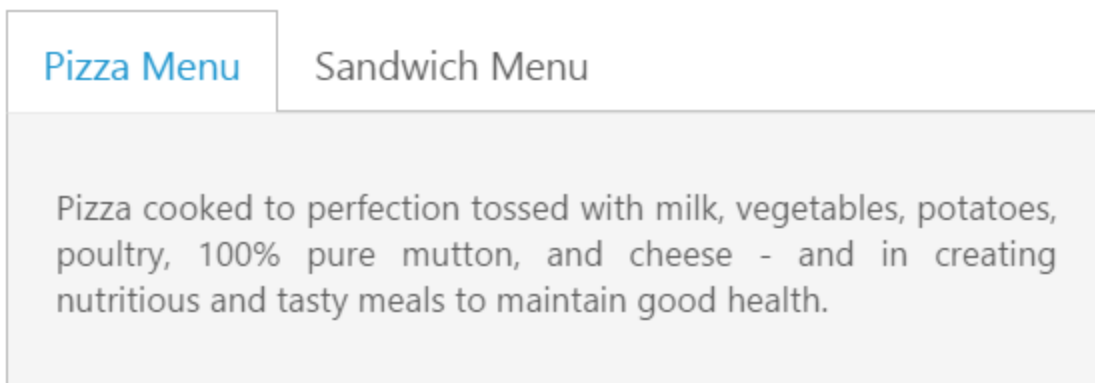 Pizza Menu Sandwich Menu
Pizza cooked to perfection tossed with milk, vegetables, potatoes,
poultry, 100% pure mutton, and cheese - and in creating
nutritious and tasty meals to maintain good health.